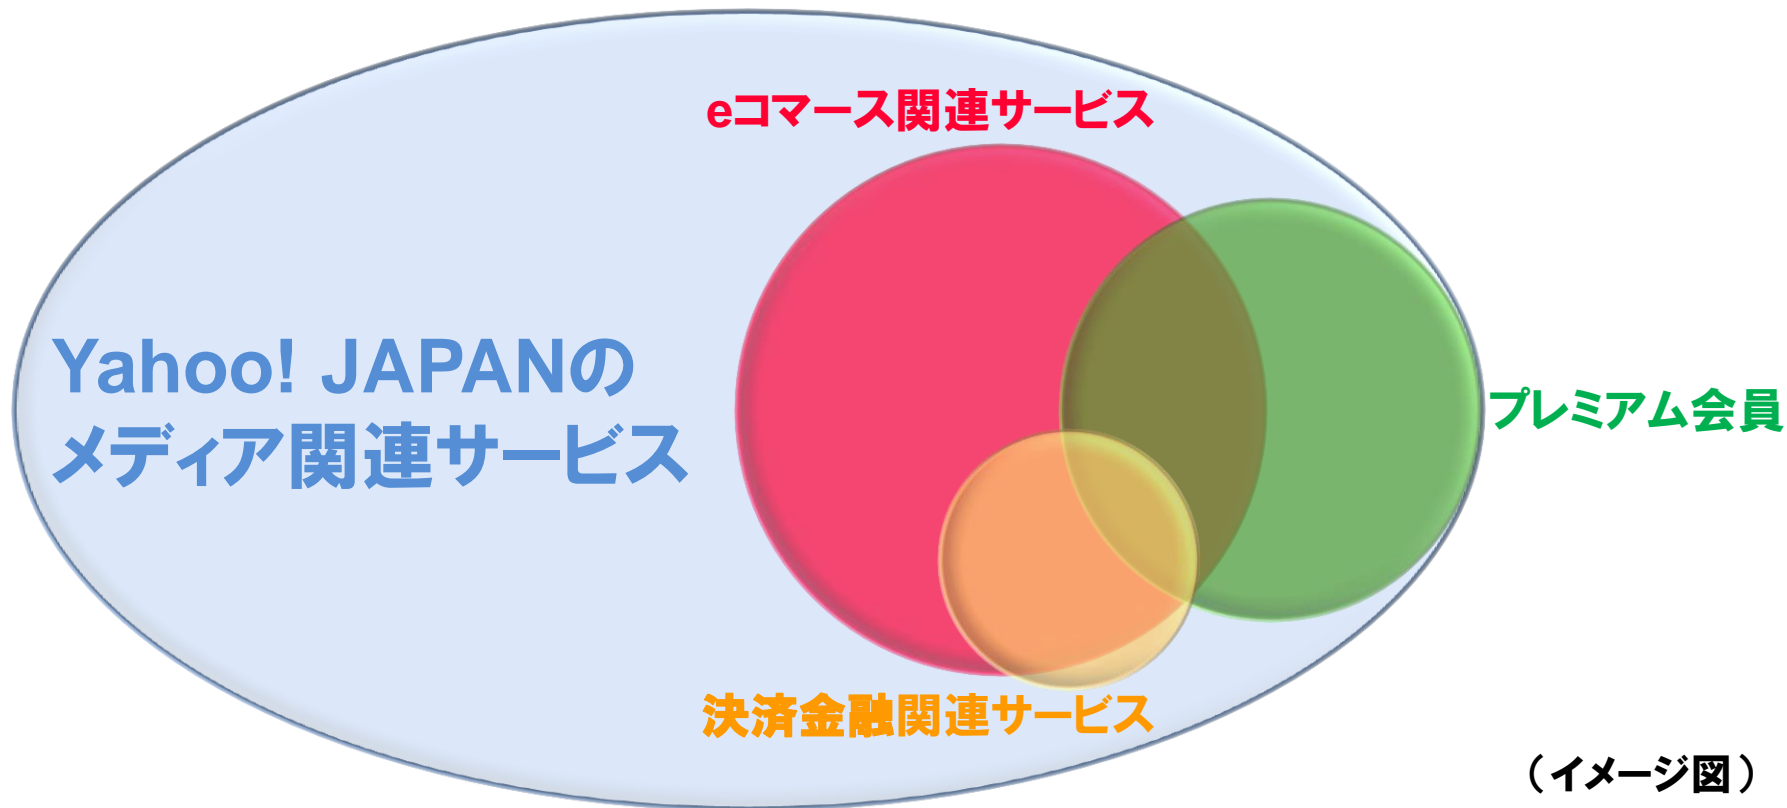 eコマース関連サービス
Yahoo! JAPANの
メディア関連サービス
プレミアム会員
決済金融関連サービス
（イメージ図）